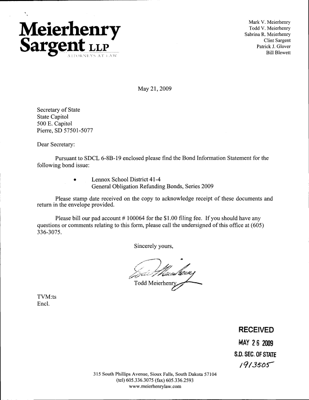 Meierhenry
Sargent LLP
ATTORNEYS AT LAW
Mark V. Meierhenry
Todd V. Meierhenry
Sabrina R. Meierhenry
Clint Sargent
Patrick J. Glover
Bill Blewett
May 21, 2009
Secretary of State
State Capitol
500 E. Capitol
Pierre, SD 57501-5077
Dear Secretary:
Pursuant to SDCL 6-8B-19 enclosed please find the Bond Information Statement for the
following bond issue:
• Lennox School District 41-4
General Obligation Refunding Bonds, Series 2009
Please stamp date received on the copy to acknowledge receipt of these documents and
return in the envelope provided.
Please bill our pad account # 100064 for the $1.00 filing fee. If you should have any
questions or comments relating to this form, please call the undersigned of this office at (605)
336-3075.
Sincerely yours,
Todd Meierhenry
Todd Meierhenry
TVM:ts
Encl.
RECEIVED
MAY 26 2009
S.D. SEC. OF STATE
1913505
315 South Phillips Avenue, Sioux Falls, South Dakota 57104
(tel) 605.336.3075 (fax) 605.336.2593
www.meierhenrylaw.com